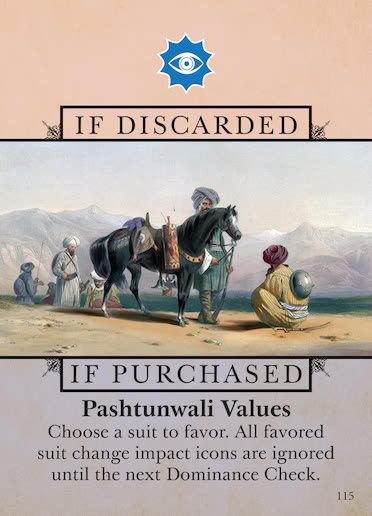 IF DISCARDED
IF PURCHASED
Pashtunwali Values
Choose a suit to favor. All favored
suit change impact icons are ignored
until the next Dominance Check.
115